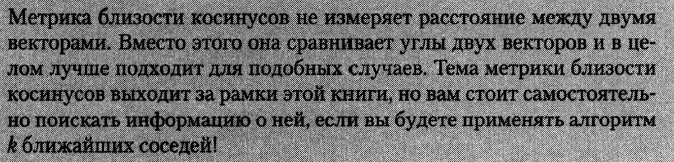 Метрика близости косинусов не измеряет расстояние между двумя
векторами. Вместо этого она сравнивает углы двух векторов и в це-
лом лучше подходит для подобных случаев. Тема метрики близости
косинусов выходит за рамки этой книги, но вам стоит самостоятель-
но поискать информацию о ней, если вы будете применять алгоритм
k ближайших соседей!